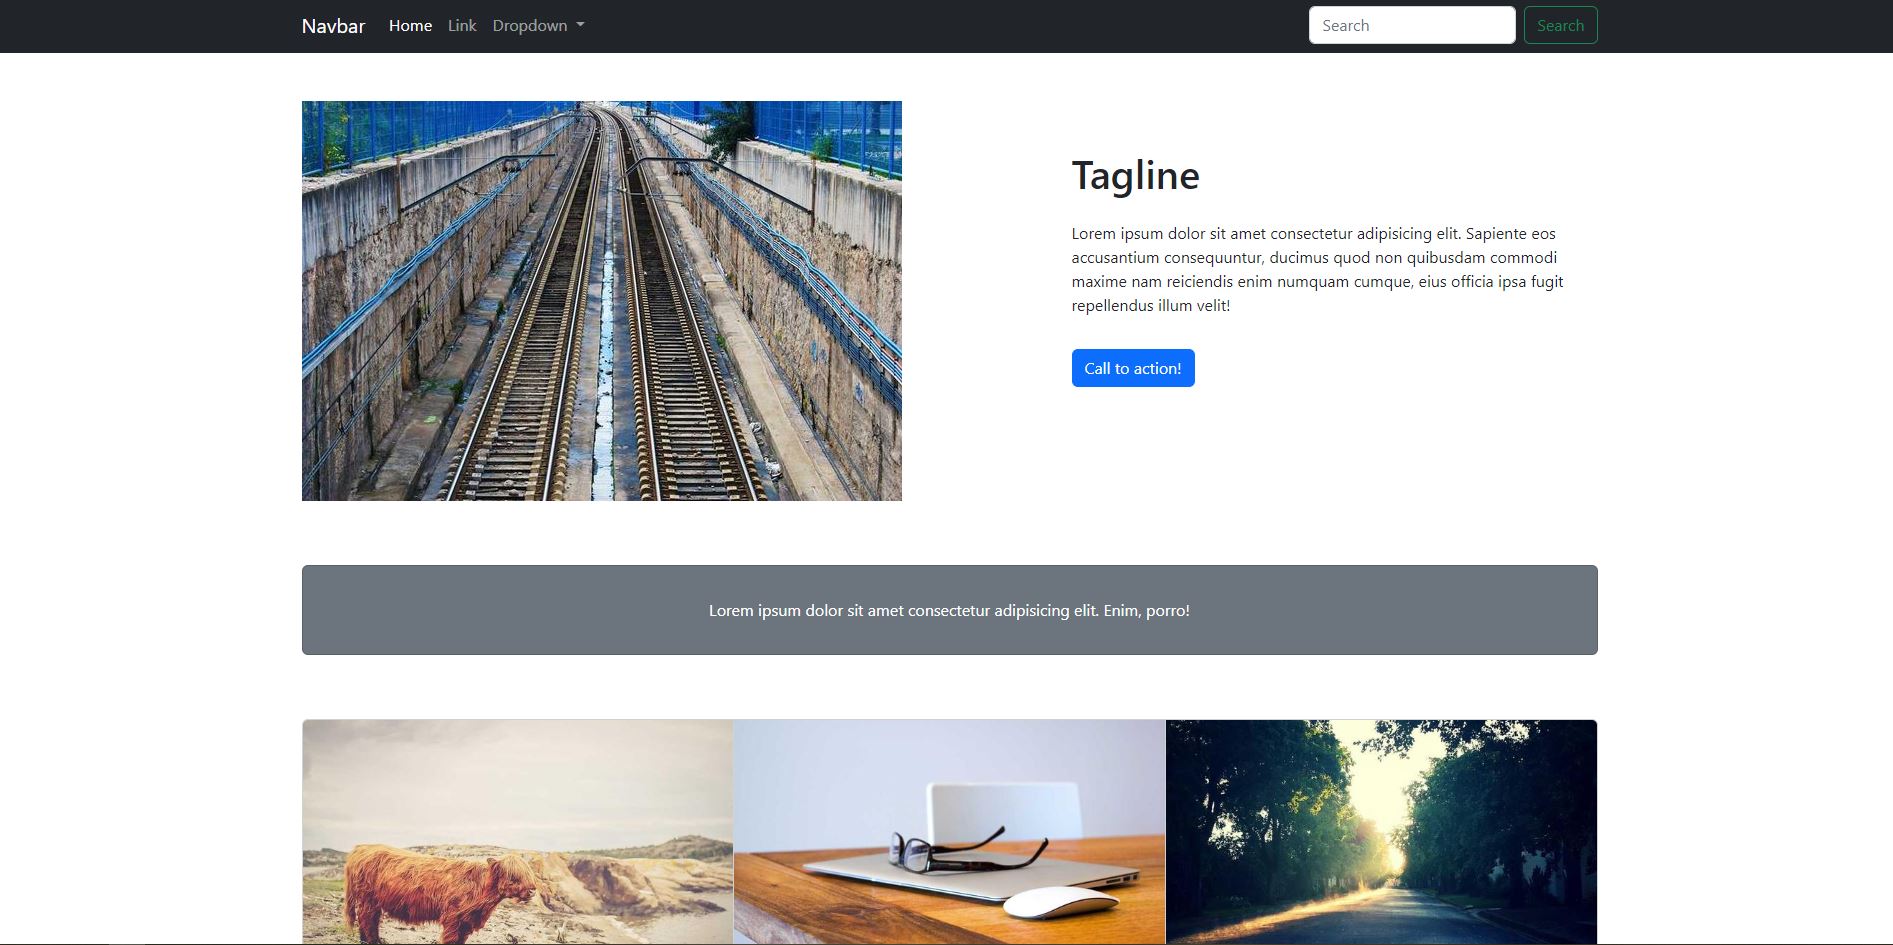 Navbar Home Link Dropdown Search Search
Tagline
Lorem ipsum dolor sit amet consectetur adipisicing elit. Sapiente eos
accusantium consequuntur, ducimus quod non quibusdam commodi
maxime nam reiciendis enim numquam cumque, eius officia ipsa fugit
repellendus illum velit!
Call to action!
Lorem ipsum dolor sit amet consectetur adipisicing elit. Enim, porro!